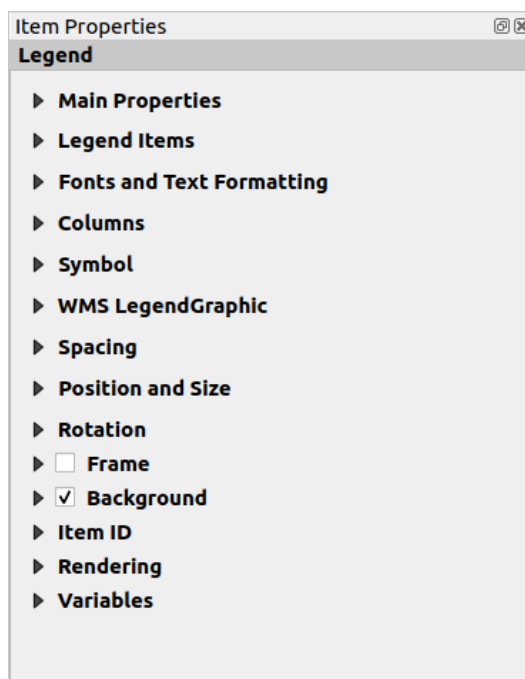 Item Properties
Legend
Main Properties
Legend Items
Fonts and Text Formatting
Columns
Symbol
WMS LegendGraphic
Spacing
Position and Size
Rotation
Frame
Background
Item ID
Rendering
Variables